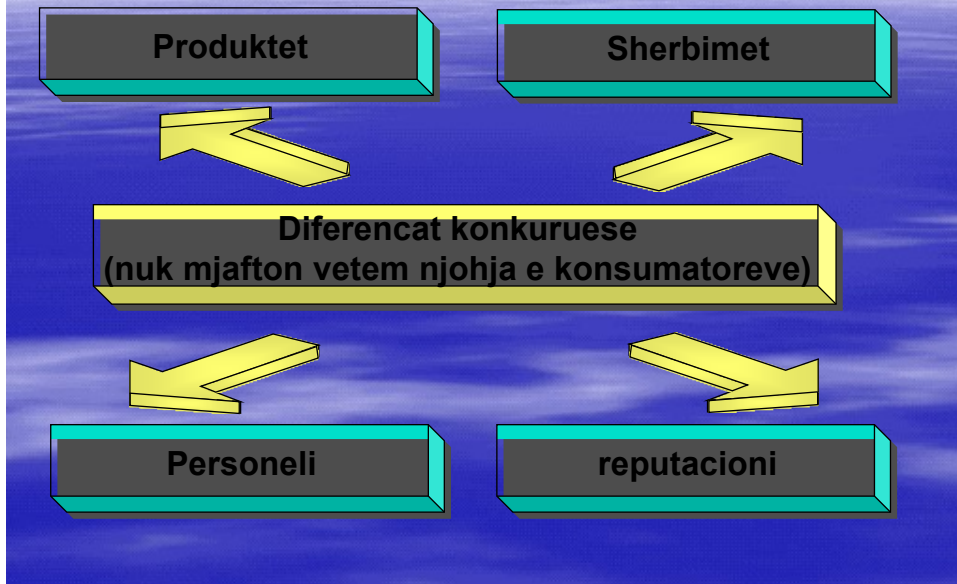 Produktet
Sherbimet
Diferencat konkuruese
(nuk mjafton vetem njohja e konsumatoreve)
Personeli
reputacioni